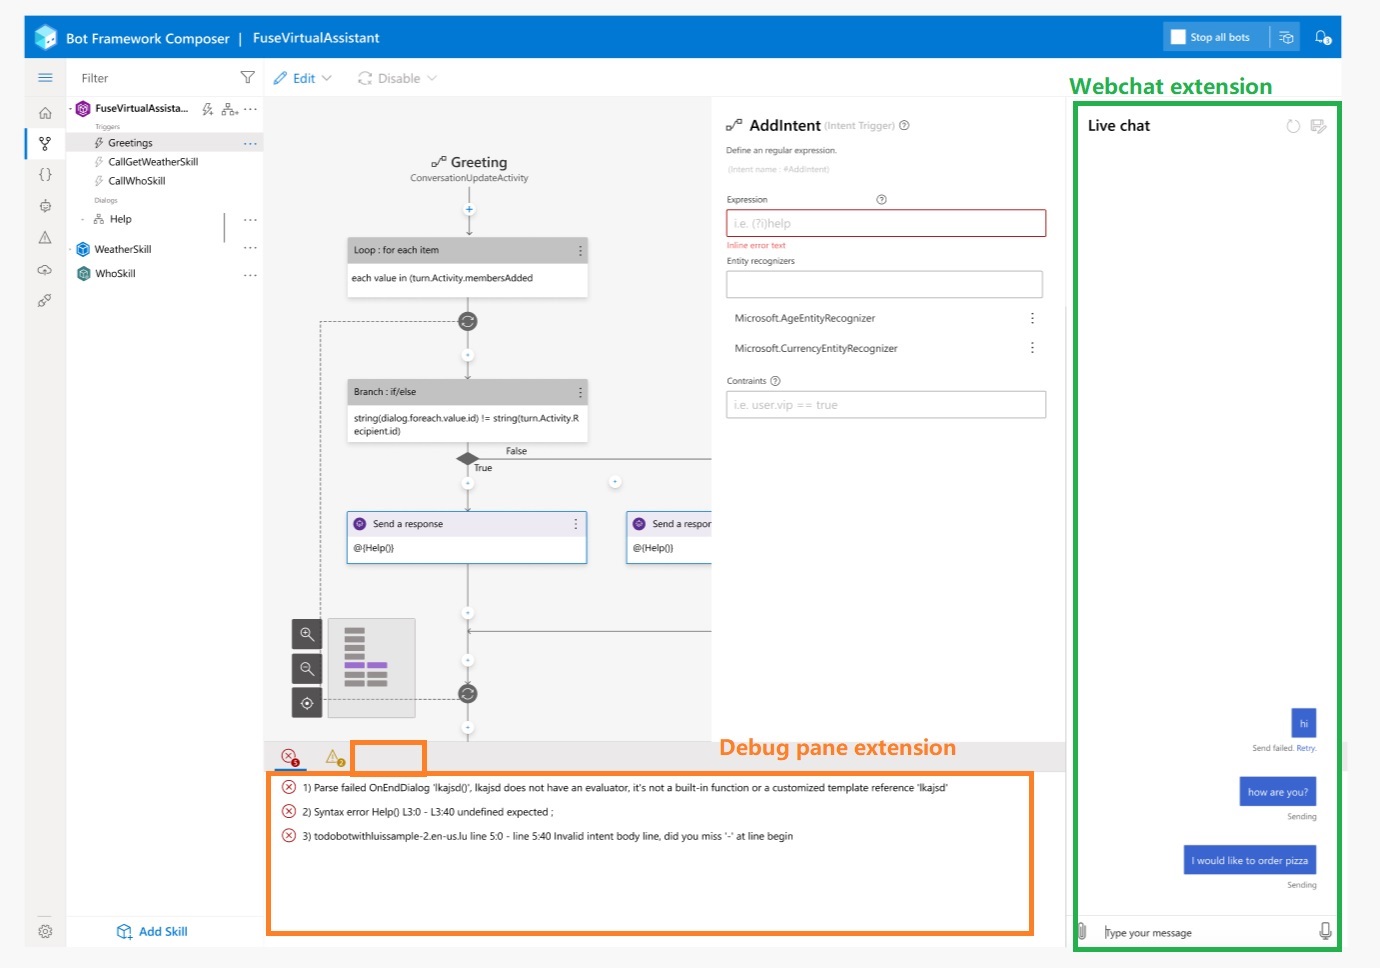 Bot Framework Composer | FuseVirtualAssistant
Stop all bots
Filter
Edit
Disable
Webchat extension
FuseVirtualAssista...
Triggers
Greetings
CallGetWeatherSkill
CallWhoSkill
Dialogs
Help
WeatherSkill
WhoSkill
Add Skill
Greeting
ConversationUpdateActivity
Loop : for each item
each value in (turn.Activity.membersAdded
Branch : if/else
string(dialog.foreach.value.id) != string(turn.Activity.R
ecipient.id)
False
True
Send a response
@{Help()}
Send a respor
@{Help()}
AddIntent (Intent Trigger)
Define an regular expression.
(Intent name : #AddIntent)
Expression
i.e. (?i)help
Inline error text
Entity recognizers
Microsoft.AgeEntityRecognizer
Microsoft.CurrencyEntityRecognizer
Contraints
i.e. user.vip == true
Debug pane extension
5
2
1) Parse failed OnEndDialog 'lkajsd()', lkajsd does not have an evaluator, it's not a built-in function or a customized template reference 'lkajsd'
2) Syntax error Help() L3:0 - L3:40 undefined expected ;
3) todobotwithluissample-2.en-us.lu line 5:0 - line 5:40 Invalid intent body line, did you miss '-' at line begin
Live chat
hi
Send failed. Retry.
how are you?
Sending
I would like to order pizza
Sending
Type your message